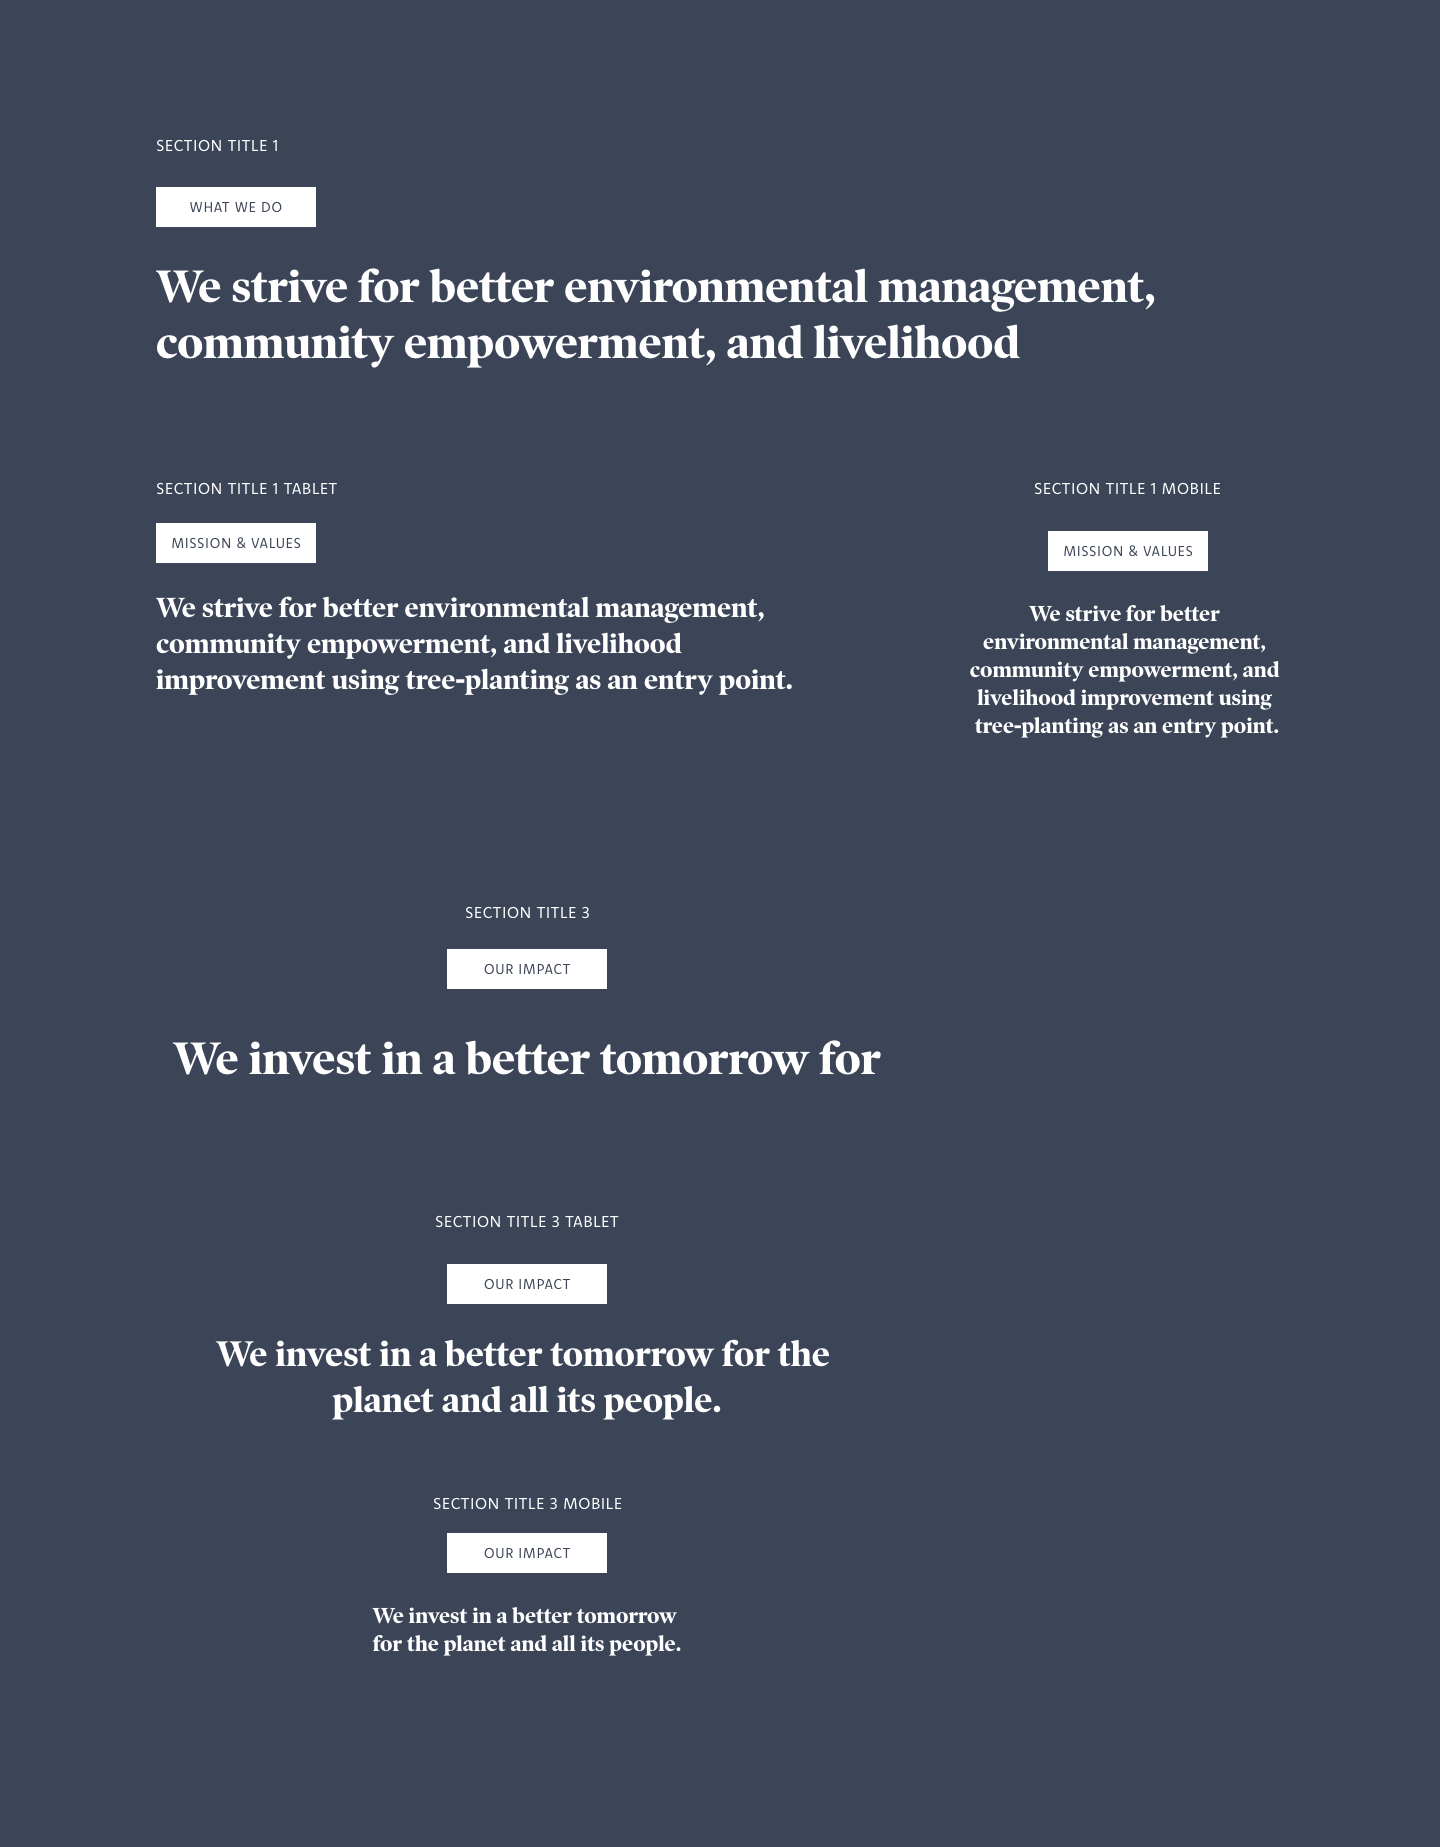 SECTION TITLE 1
WHAT WE DO
We strive for better environmental management,
community empowerment, and livelihood
SECTION TITLE 1 TABLET
MISSION & VALUES
We strive for better environmental management,
community empowerment, and livelihood
improvement using tree-planting as an entry point.
SECTION TITLE 1 MOBILE
MISSION & VALUES
We strive for better
environmental management,
community empowerment, and
livelihood improvement using
tree-planting as an entry point.
SECTION TITLE 3
OUR IMPACT
We invest in a better tomorrow for
SECTION TITLE 3 TABLET
OUR IMPACT
We invest in a better tomorrow for the
planet and all its people.
SECTION TITLE 3 MOBILE
OUR IMPACT
We invest in a better tomorrow
for the planet and all its people.